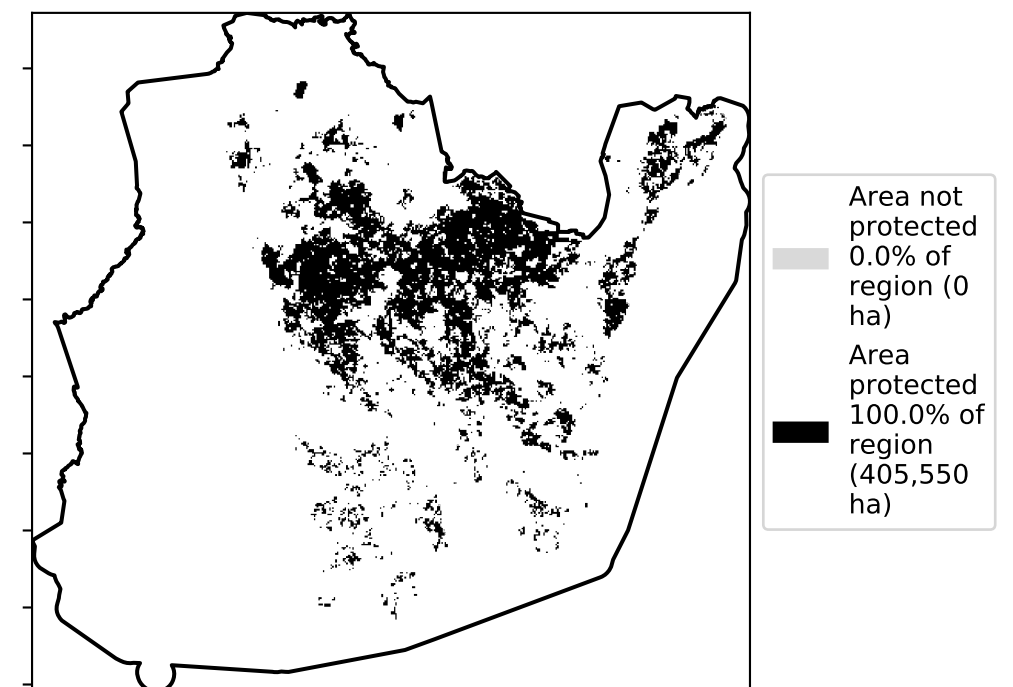 Area not
protected
0.0% of
region (0
ha)
Area
protected
100.0% of
region
(405,550
ha)